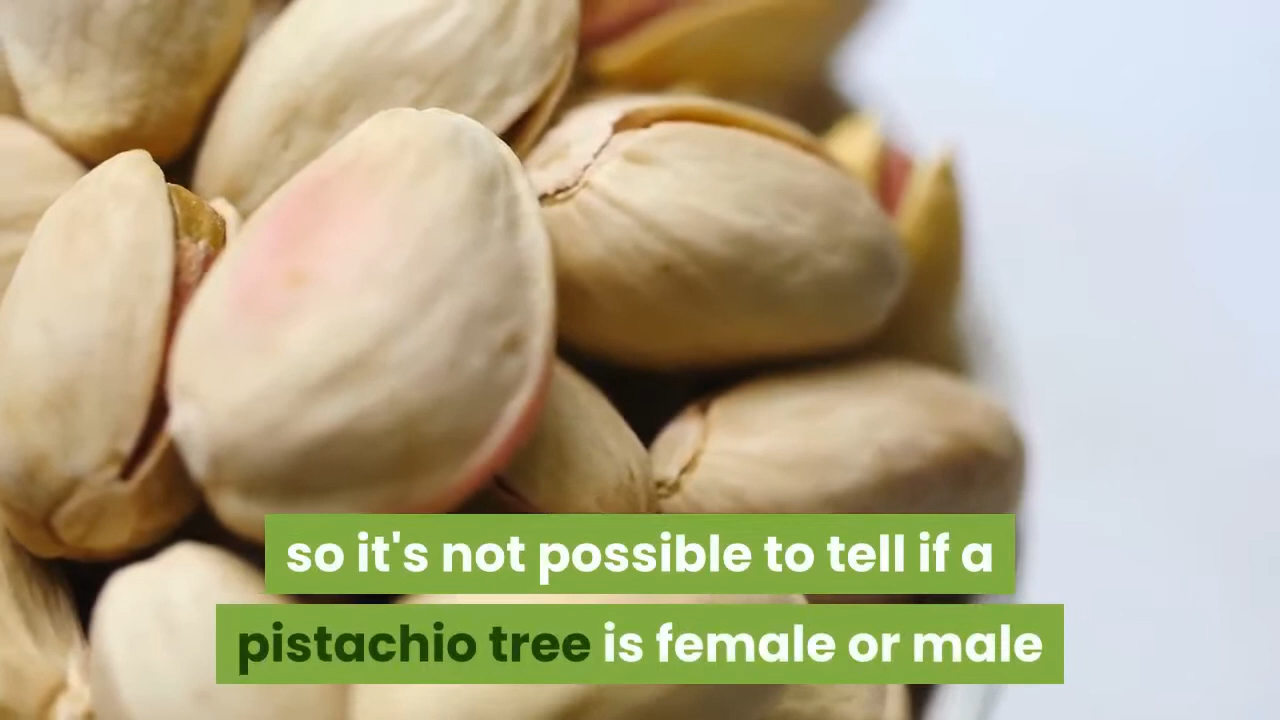 so it's not possible to tell if a
pistachio tree is female or male